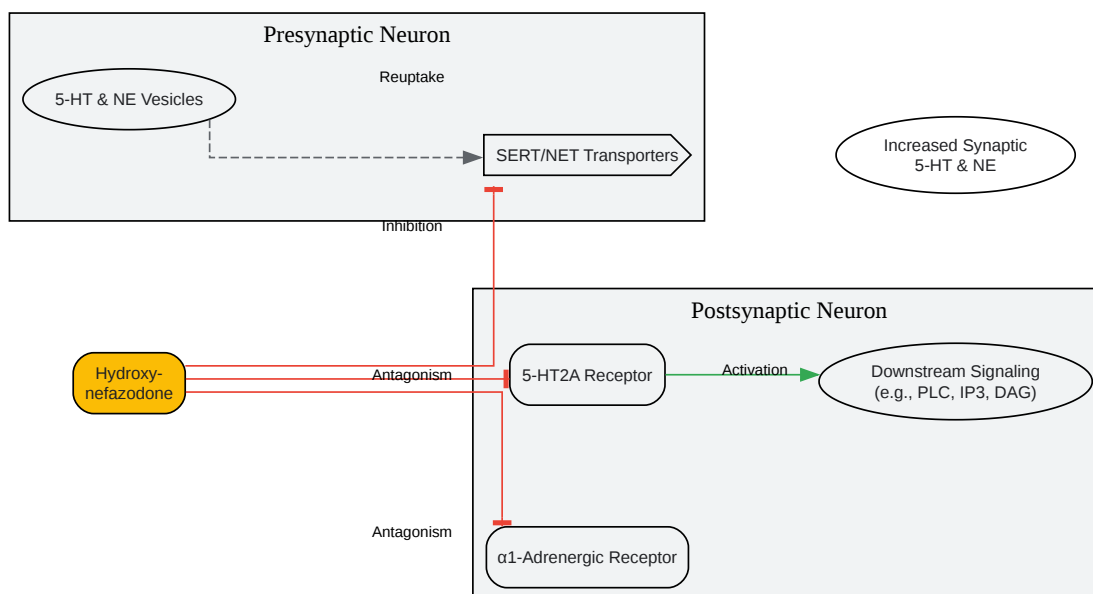 Presynaptic Neuron
Reuptake
5-HT & NE Vesicles
SERT/NET Transporters
Increased Synaptic
5-HT & NE
Inhibition
Postsynaptic Neuron
Hydroxy-
nefazodone
Antagonism
5-HT2A Receptor
Activation
Downstream Signaling
(e.g., PLC, IP3, DAG)
Antagonism
α1-Adrenergic Receptor